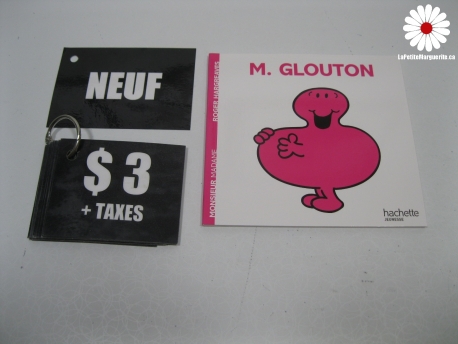 NEUF
$ 3
+ TAXES
MONSIEUR MADAME ROGER HARGREAVES
M. GLOUTON
hachette
JEUNESSE
LaPetiteMarguerite.ca